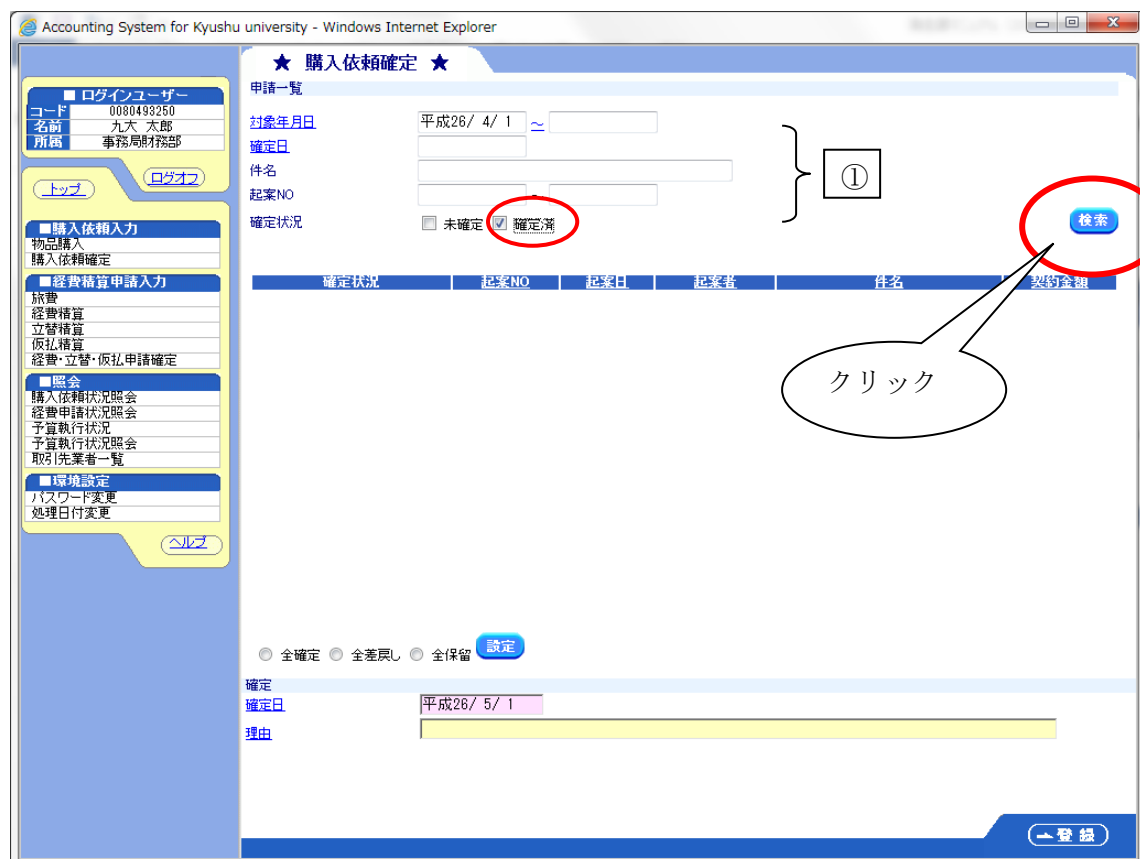 Accounting System for Kyushu university - Windows Internet Explorer
★ 購入依頼確定 ★
■ ログインユーザー
コード 0080493250
名前 九大 太郎
所属 事務局財務部
トップ
ログオフ
■購入依頼入力
物品購入
購入依頼確定
■経費精算申請入力
旅費
経費精算
立替精算
仮払精算
経費・立替・仮払申請確定
■照会
購入依頼状況照会
経費申請状況照会
予算執行状況
予算執行状況照会
取引先業者一覧
■環境設定
パスワード変更
処理日付変更
ヘルプ
申請一覧
対象年月日 平成26/ 4/ 1 ~
確定日
件名
起案NO -
確定状況 未確定 確定済
①
検索
確定状況 起案NO 起案日 起案者 件名 契約金額
クリック
全確定 全差戻し 全保留 設定
確定
確定日 平成26/ 5/ 1
理由
登録